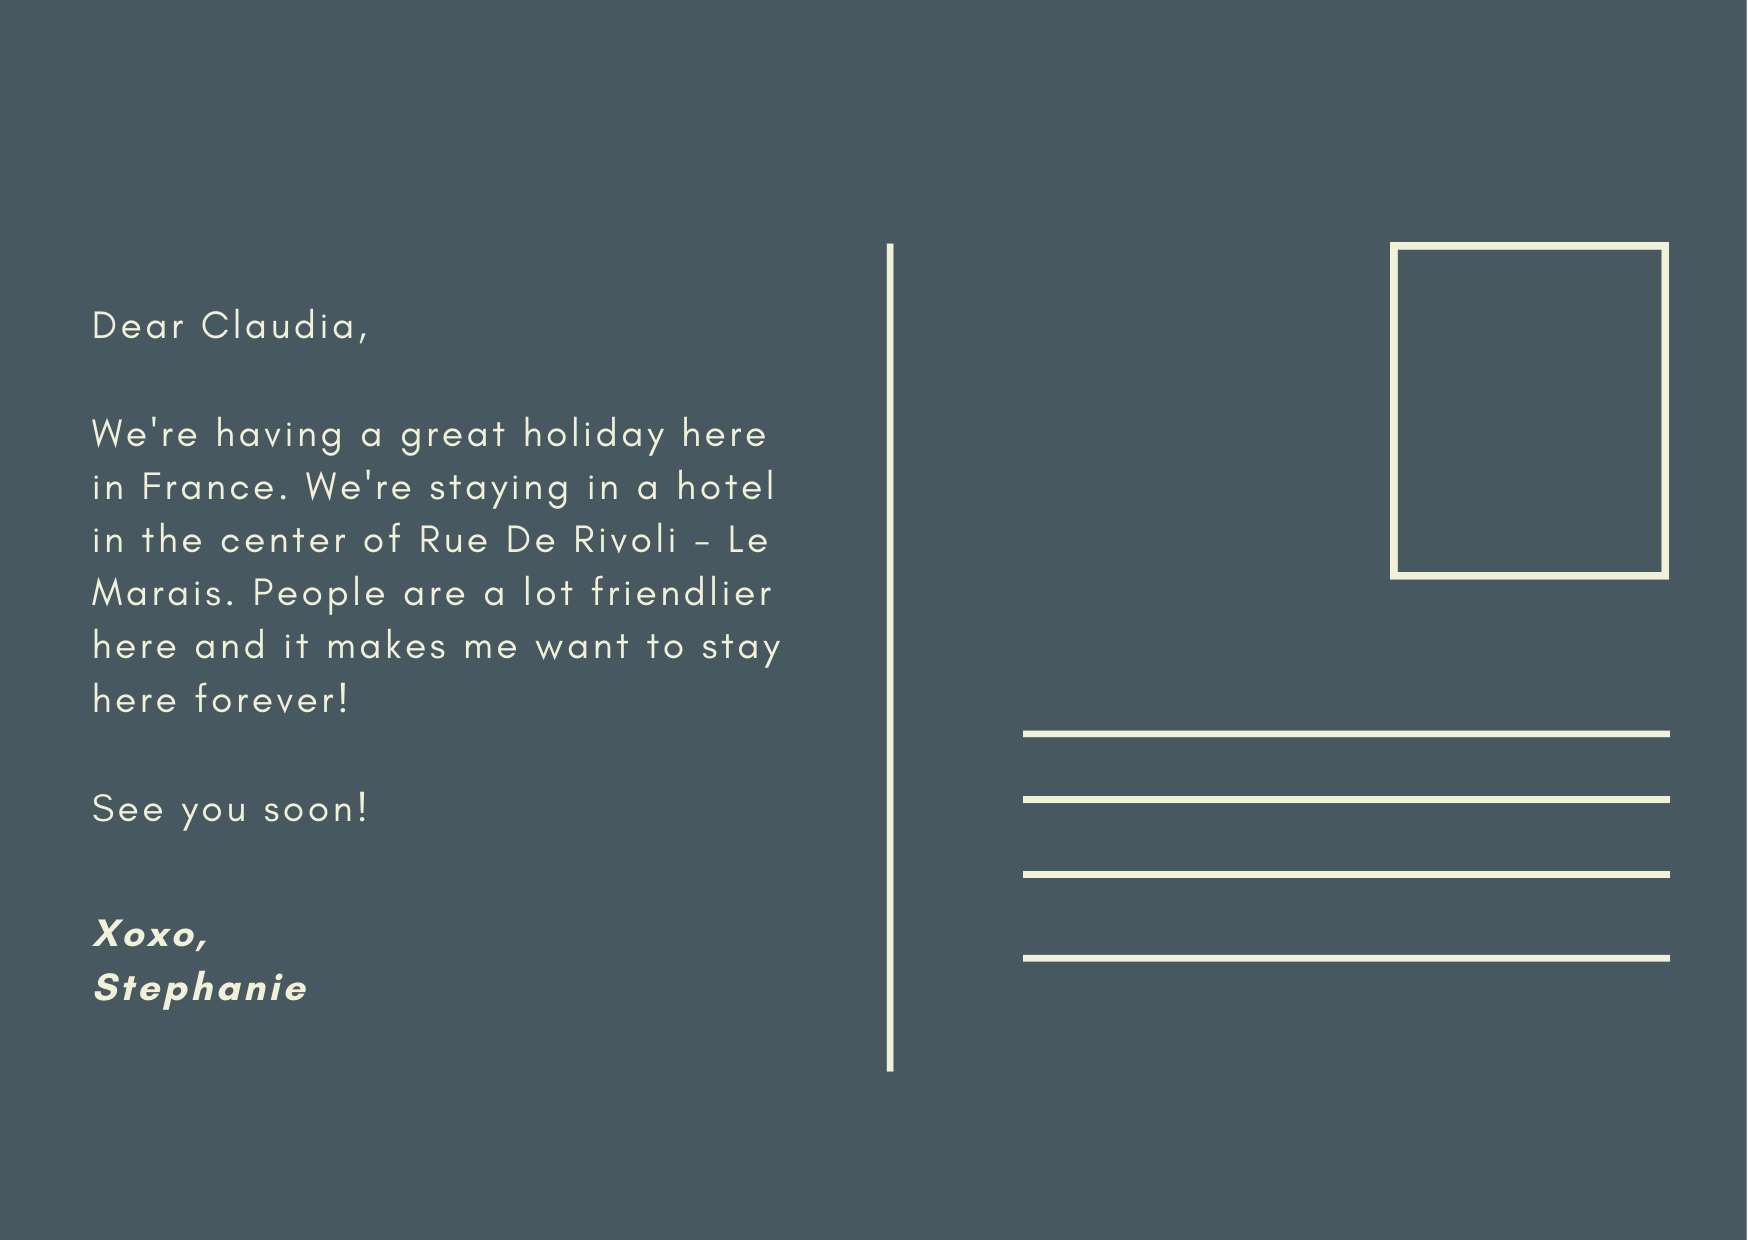 Dear Claudia,
We're having a great holiday here
in France. We're staying in a hotel
in the center of Rue De Rivoli - Le
Marais. People are a lot friendlier
here and it makes me want to stay
here forever!
See you soon!
Xoxo,
Stephanie